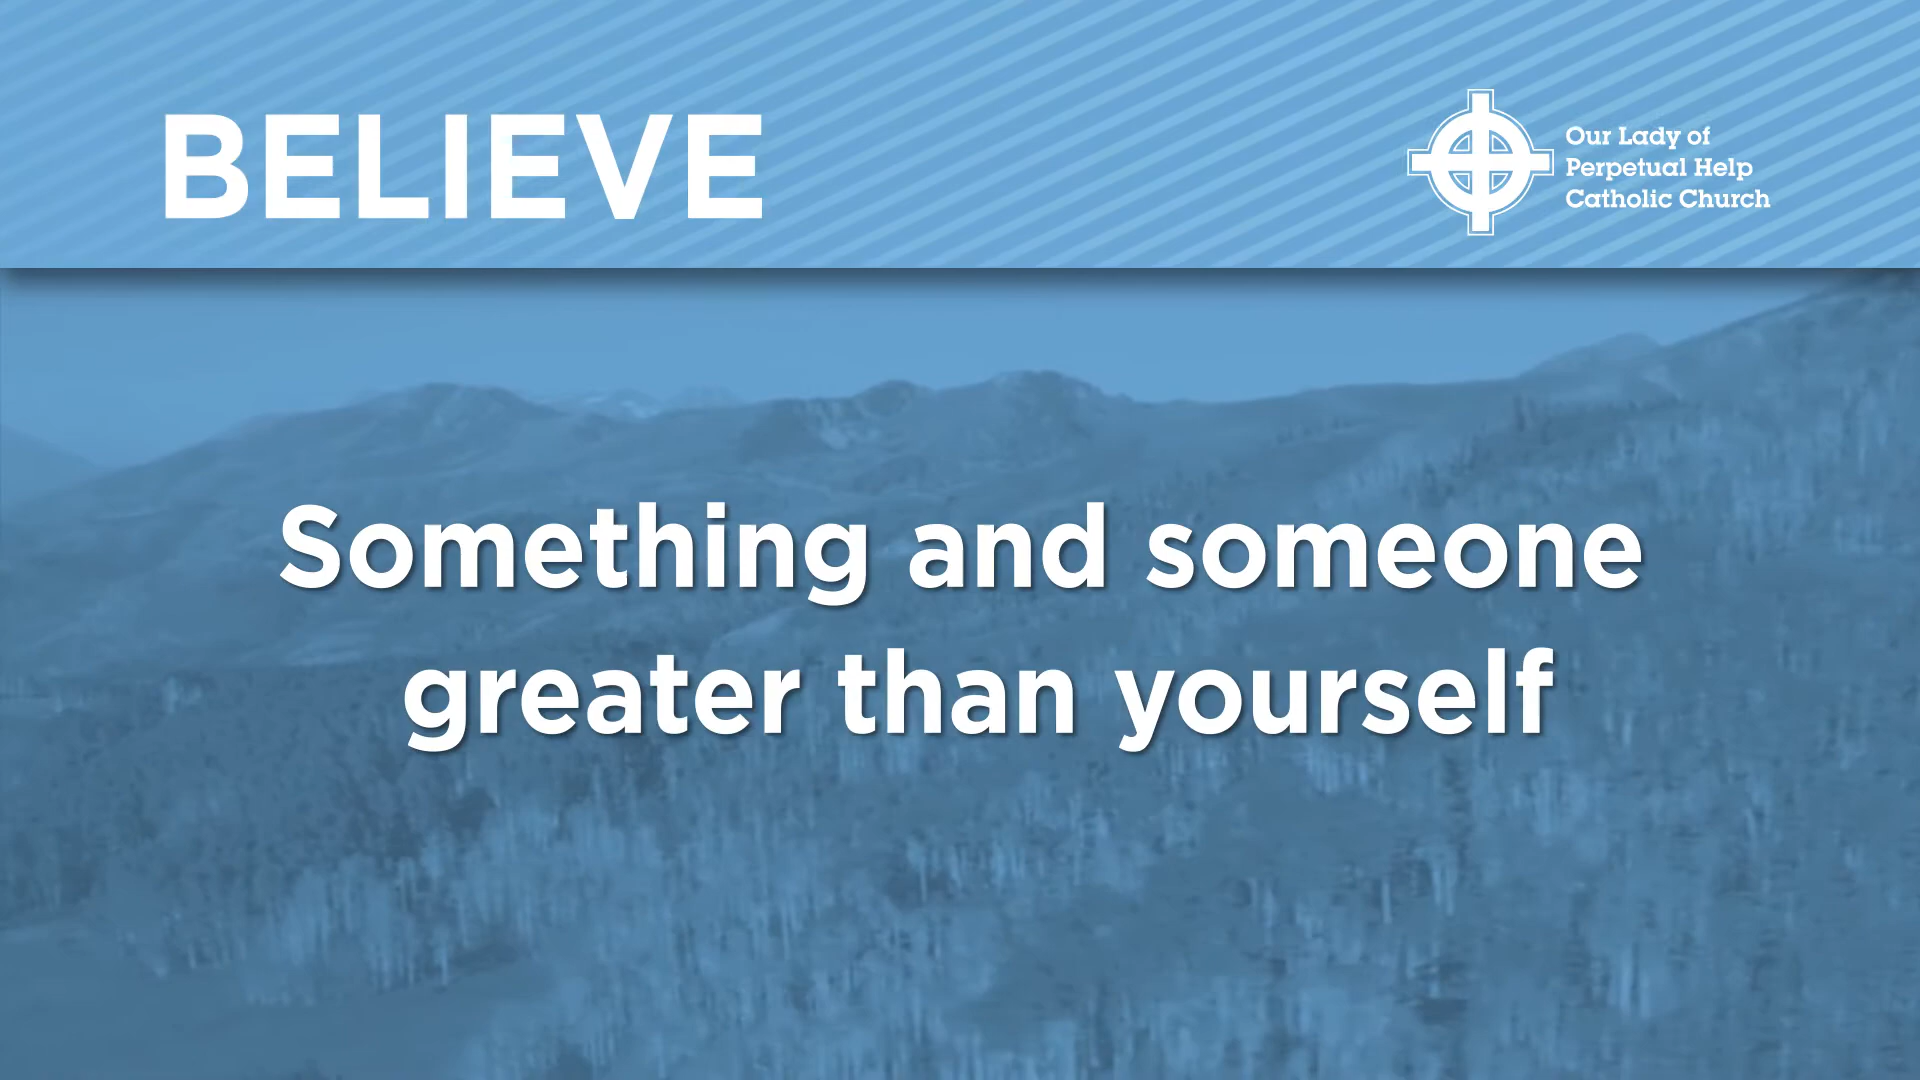 BELIEVE
Our Lady of
Perpetual Help
Catholic Church
Something and someone
greater than yourself